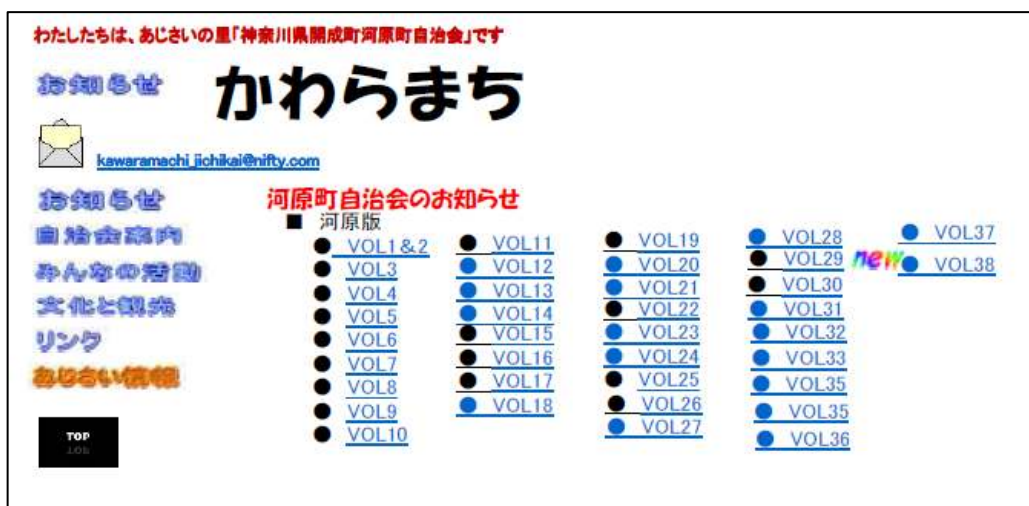 わたしたちは、あじさいの里「神奈川県開成町河原町自治会」です
お知らせ
かわらまち
kawaramachi_jichikai@nifty.com
お知らせ
自治会案内
みんなの活動
文化と観光
リンク
あじさい情報
TOP
河原町自治会のお知らせ
■ 河原版
● VOL1&2
● VOL3
● VOL4
● VOL5
● VOL6
● VOL7
● VOL8
● VOL9
● VOL10
● VOL11
● VOL12
● VOL13
● VOL14
● VOL15
● VOL16
● VOL17
● VOL18
● VOL19
● VOL20
● VOL21
● VOL22
● VOL23
● VOL24
● VOL25
● VOL26
● VOL27
● VOL28
● VOL29
● VOL30
● VOL31
● VOL32
● VOL33
● VOL35
● VOL35
● VOL36
● VOL37
new ● VOL38